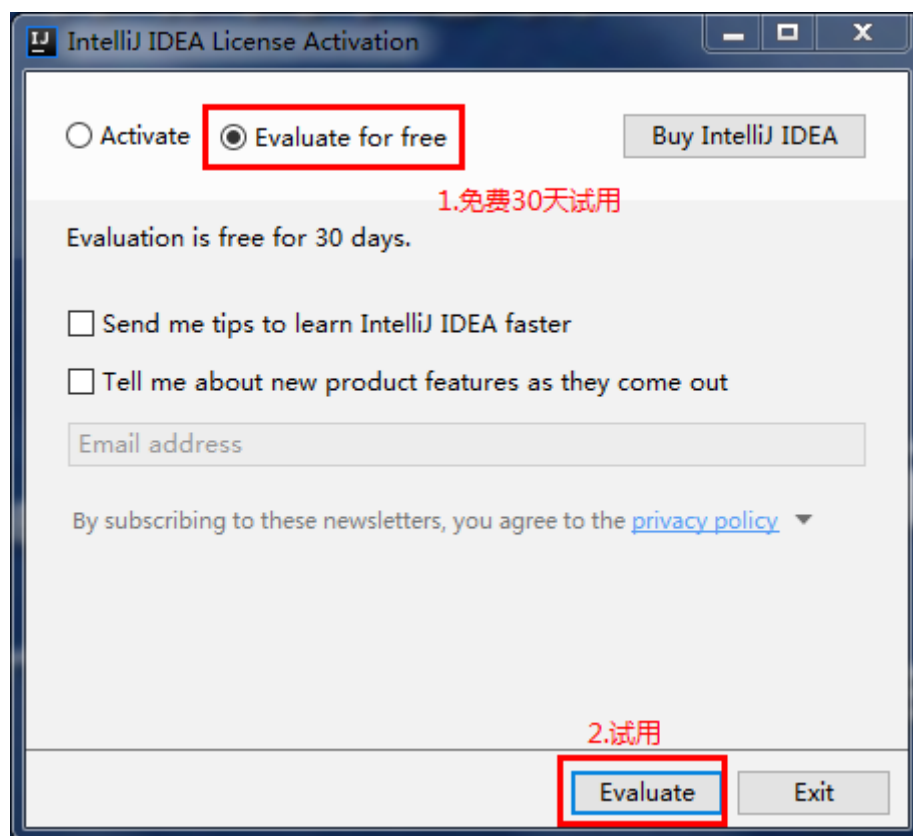 IntelliJ IDEA License Activation
Activate Evaluate for free Buy IntelliJ IDEA
1.免费30天试用
Evaluation is free for 30 days.
Send me tips to learn IntelliJ IDEA faster
Tell me about new product features as they come out
Email address
By subscribing to these newsletters, you agree to the privacy policy
2.试用
Evaluate Exit